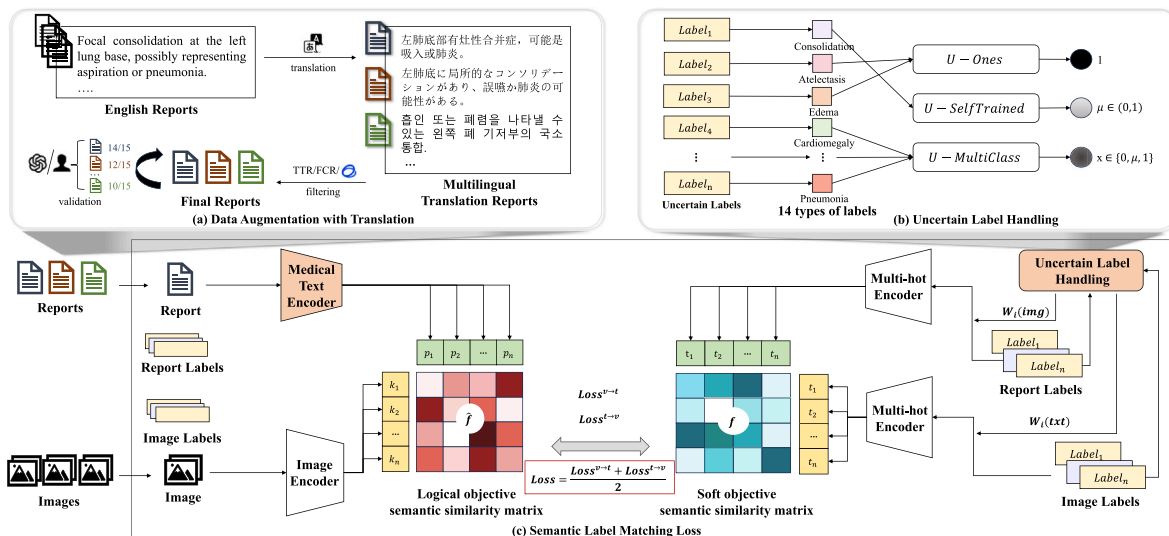 Focal consolidation at the left
lung base, possibly representing
aspiration or pneumonia.
....
English Reports
translation
左肺底部有灶性合并症，可能是
吸入或肺炎。
左肺底に局所的なコンソリデー
ションがあり、誤嚥か肺炎の可
能性がある。
흡인 또는 폐렴을 나타낼 수
있는 왼쪽 폐 기저부의 국소
통합.
...
Multilingual
Translation Reports
TTR/FCR/
filtering
Final Reports
14/15
12/15
...
10/15
validation
(a) Data Augmentation with Translation
Label1
Label2
Label3
Label4
⋮
Labeln
Uncertain Labels
Consolidation
Atelectasis
Edema
Cardiomegaly
⋮
Pneumonia
14 types of labels
U − Ones
U − SelfTrained
U − MultiClass
1
μ ∈ (0,1)
x ∈ {0, μ, 1}
(b) Uncertain Label Handling
Reports
Report
Medical
Text
Encoder
Report Labels
Image Labels
Images
Image
Image
Encoder
p1 p2 ... pn
k1
k2
...
kn
f̂
Logical objective
semantic similarity matrix
Loss^{v→t}
Loss^{t→v}
Loss = (Loss^{v→t} + Loss^{t→v}) / 2
t1 t2 ... tn
f
t1
t2
...
tn
Soft objective
semantic similarity matrix
Multi-hot
Encoder
Multi-hot
Encoder
Uncertain Label
Handling
Wi(img)
Label1
Labeln
Report Labels
Wi(txt)
Label1
Labeln
Image Labels
(c) Semantic Label Matching Loss